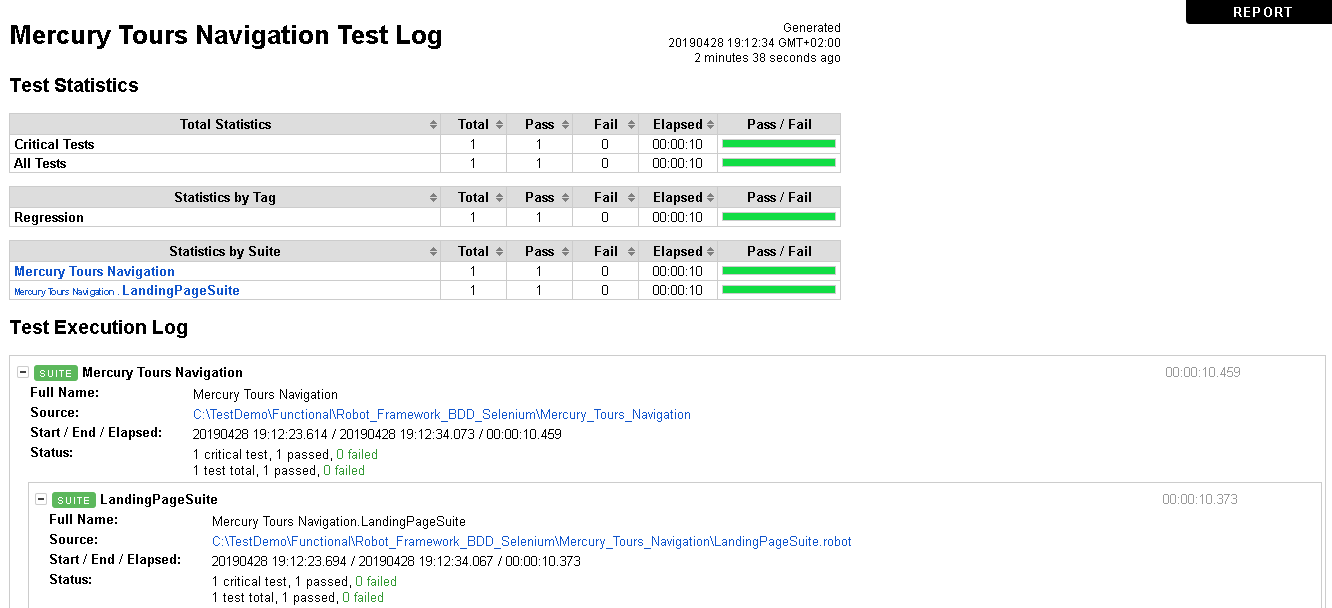 REPORT
Mercury Tours Navigation Test Log
Generated
20190428 19:12:34 GMT+02:00
2 minutes 38 seconds ago
Test Statistics
Total Statistics Total Pass Fail Elapsed Pass / Fail
Critical Tests 1 1 0 00:00:10
All Tests 1 1 0 00:00:10
Statistics by Tag Total Pass Fail Elapsed Pass / Fail
Regression 1 1 0 00:00:10
Statistics by Suite Total Pass Fail Elapsed Pass / Fail
Mercury Tours Navigation 1 1 0 00:00:10
Mercury Tours Navigation . LandingPageSuite 1 1 0 00:00:10
Test Execution Log
SUITE Mercury Tours Navigation 00:00:10.459
Full Name: Mercury Tours Navigation
Source: C:\TestDemo\Functional\Robot_Framework_BDD_Selenium\Mercury_Tours_Navigation
Start / End / Elapsed: 20190428 19:12:23.614 / 20190428 19:12:34.073 / 00:00:10.459
Status: 1 critical test, 1 passed, 0 failed
1 test total, 1 passed, 0 failed
SUITE LandingPageSuite 00:00:10.373
Full Name: Mercury Tours Navigation.LandingPageSuite
Source: C:\TestDemo\Functional\Robot_Framework_BDD_Selenium\Mercury_Tours_Navigation\LandingPageSuite.robot
Start / End / Elapsed: 20190428 19:12:23.694 / 20190428 19:12:34.067 / 00:00:10.373
Status: 1 critical test, 1 passed, 0 failed
1 test total, 1 passed, 0 failed